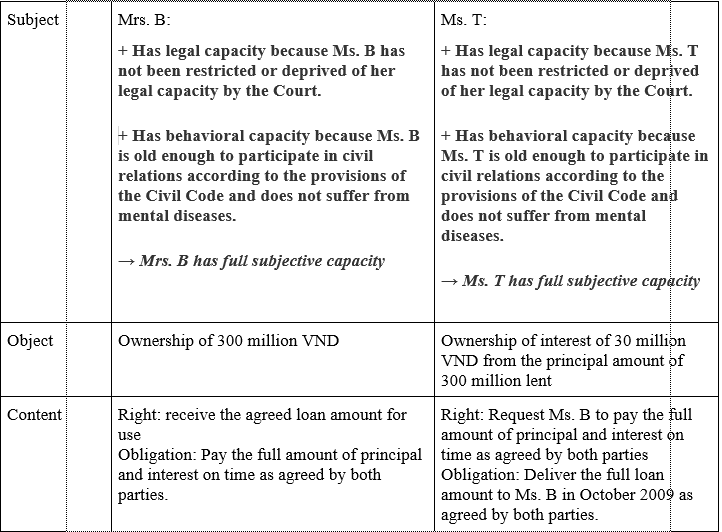 Subject
Mrs. B:
+ Has legal capacity because Ms. B has
not been restricted or deprived of her
legal capacity by the Court.
+ Has behavioral capacity because Ms. B
is old enough to participate in civil
relations according to the provisions of
the Civil Code and does not suffer from
mental diseases.
→ Mrs. B has full subjective capacity
Ms. T:
+ Has legal capacity because Ms. T
has not been restricted or deprived
of her legal capacity by the Court.
+ Has behavioral capacity because
Ms. T is old enough to participate in
civil relations according to the
provisions of the Civil Code and
does not suffer from mental
diseases.
→ Ms. T has full subjective capacity
Object
Ownership of 300 million VND
Ownership of interest of 30 million
VND from the principal amount of
300 million lent
Content
Right: receive the agreed loan amount for
use
Obligation: Pay the full amount of principal
and interest on time as agreed by both
parties.
Right: Request Ms. B to pay the full
amount of principal and interest on
time as agreed by both parties
Obligation: Deliver the full loan
amount to Ms. B in October 2009 as
agreed by both parties.